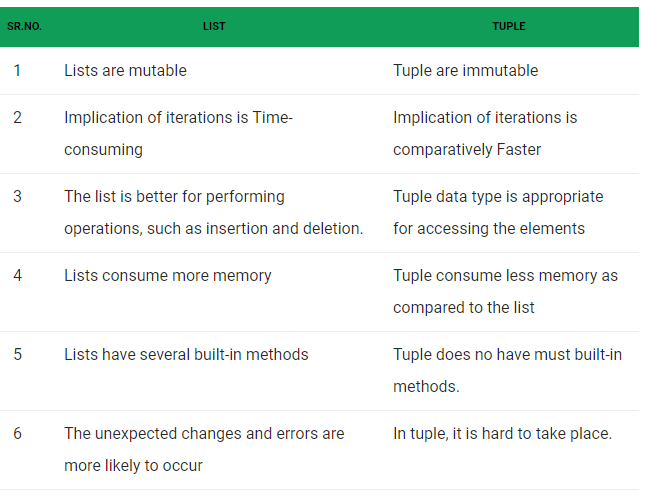 SR.NO. LIST TUPLE
1 Lists are mutable Tuple are immutable
2 Implication of iterations is Time- Implication of iterations is
consuming comparatively Faster
3 The list is better for performing Tuple data type is appropriate
operations, such as insertion and deletion. for accessing the elements
4 Lists consume more memory Tuple consume less memory as
compared to the list
5 Lists have several built-in methods Tuple does no have must built-in
methods.
6 The unexpected changes and errors are In tuple, it is hard to take place.
more likely to occur